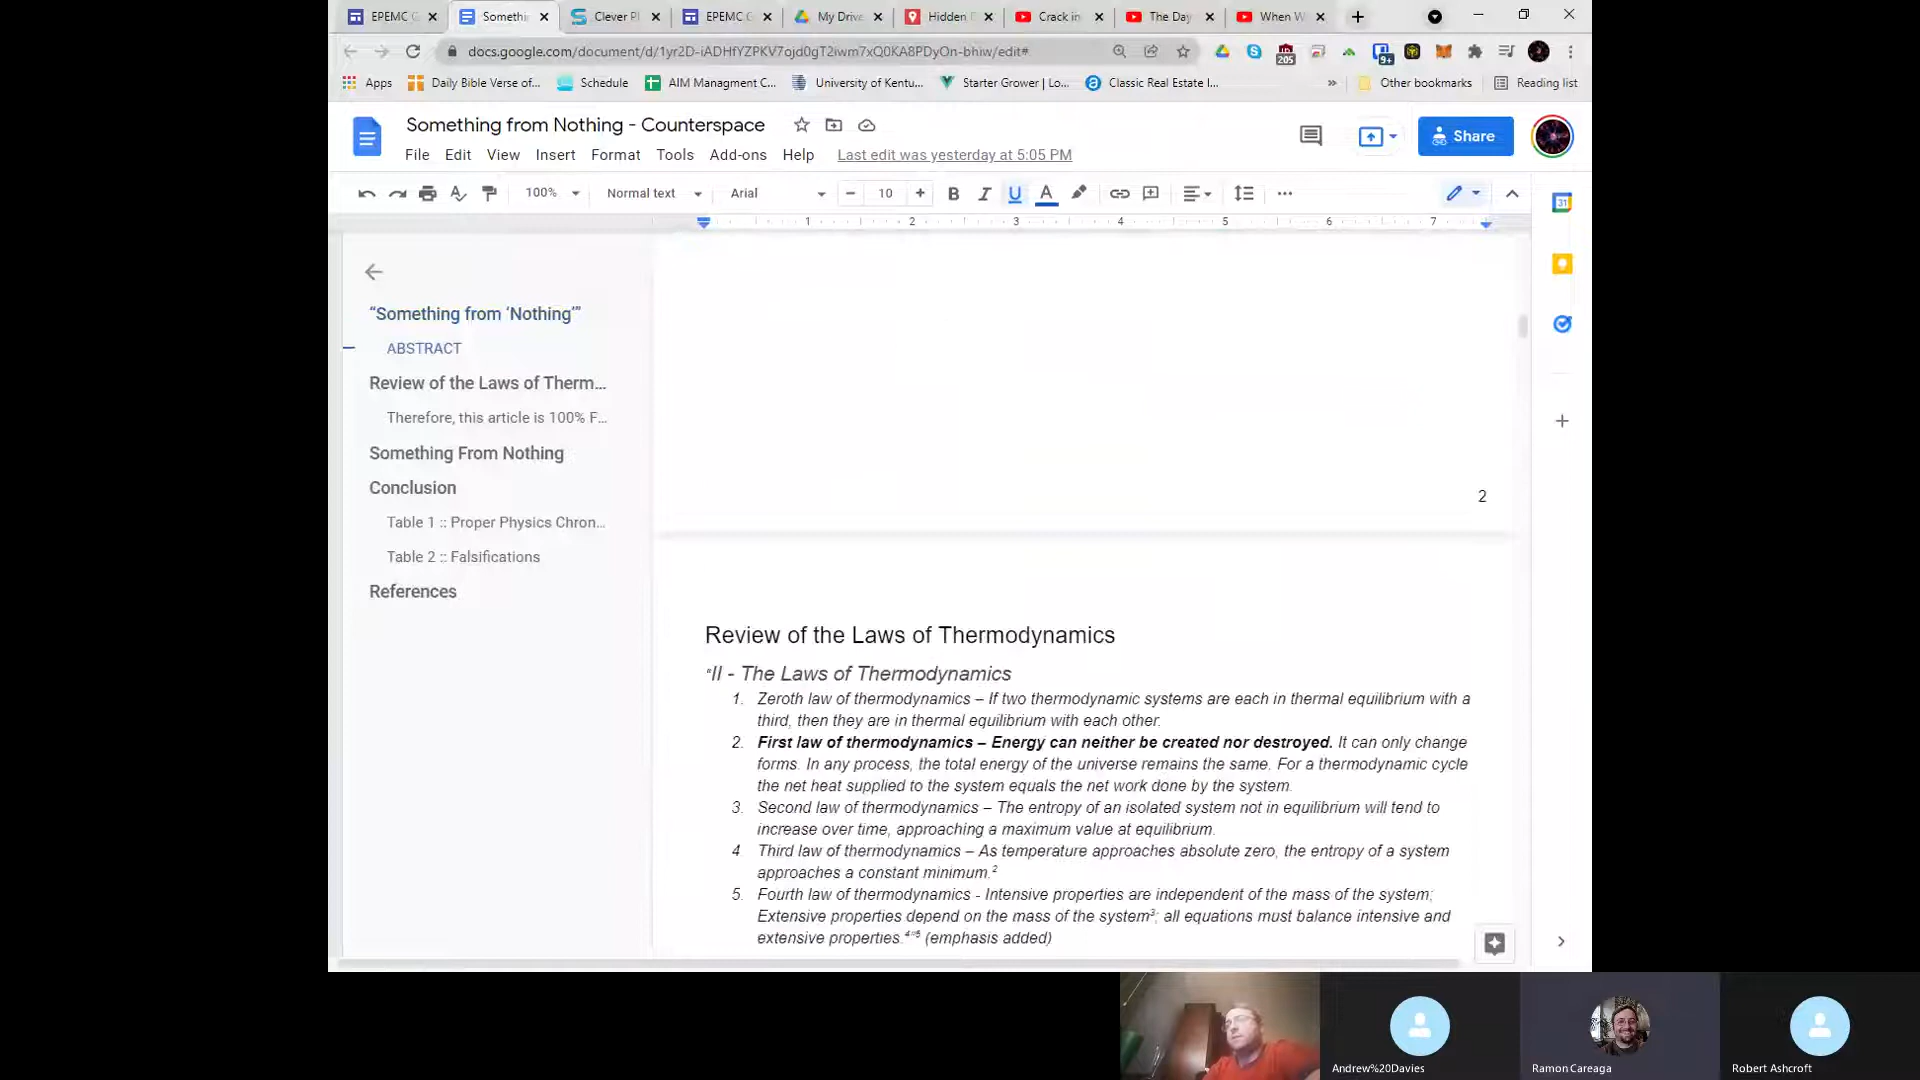 EPEMC G
Somethi
Clever Pl
EPEMC G
My Drive
Hidden
Crack in
The Day
When W
docs.google.com/document/d/1yr2D-iADHfYZPKV7ojd0gT2iwm7xQ0KA8PDyOn-bhiw/edit#
205
9+
Apps
Daily Bible Verse of...
Schedule
AIM Managment C...
University of Kentu...
Starter Grower | Lo...
Classic Real Estate I...
»
Other bookmarks
Reading list
Something from Nothing - Counterspace
File Edit View Insert Format Tools Add-ons Help Last edit was yesterday at 5:05 PM
Share
100% Normal text Arial − 10 + B I U A
31
1 2 3 4 5 6 7
“Something from ‘Nothing’”
ABSTRACT
Review of the Laws of Therm...
Therefore, this article is 100% F...
Something From Nothing
Conclusion
Table 1 :: Proper Physics Chron...
Table 2 :: Falsifications
References
2
Review of the Laws of Thermodynamics
“II - The Laws of Thermodynamics
1. Zeroth law of thermodynamics – If two thermodynamic systems are each in thermal equilibrium with a
third, then they are in thermal equilibrium with each other.
2. First law of thermodynamics – Energy can neither be created nor destroyed. It can only change
forms. In any process, the total energy of the universe remains the same. For a thermodynamic cycle
the net heat supplied to the system equals the net work done by the system.
3. Second law of thermodynamics – The entropy of an isolated system not in equilibrium will tend to
increase over time, approaching a maximum value at equilibrium.
4 Third law of thermodynamics – As temperature approaches absolute zero, the entropy of a system
approaches a constant minimum.2
5. Fourth law of thermodynamics - Intensive properties are independent of the mass of the system;
Extensive properties depend on the mass of the system3; all equations must balance intensive and
extensive properties.4”5 (emphasis added)
Andrew%20Davies
Ramon Careaga
Robert Ashcroft